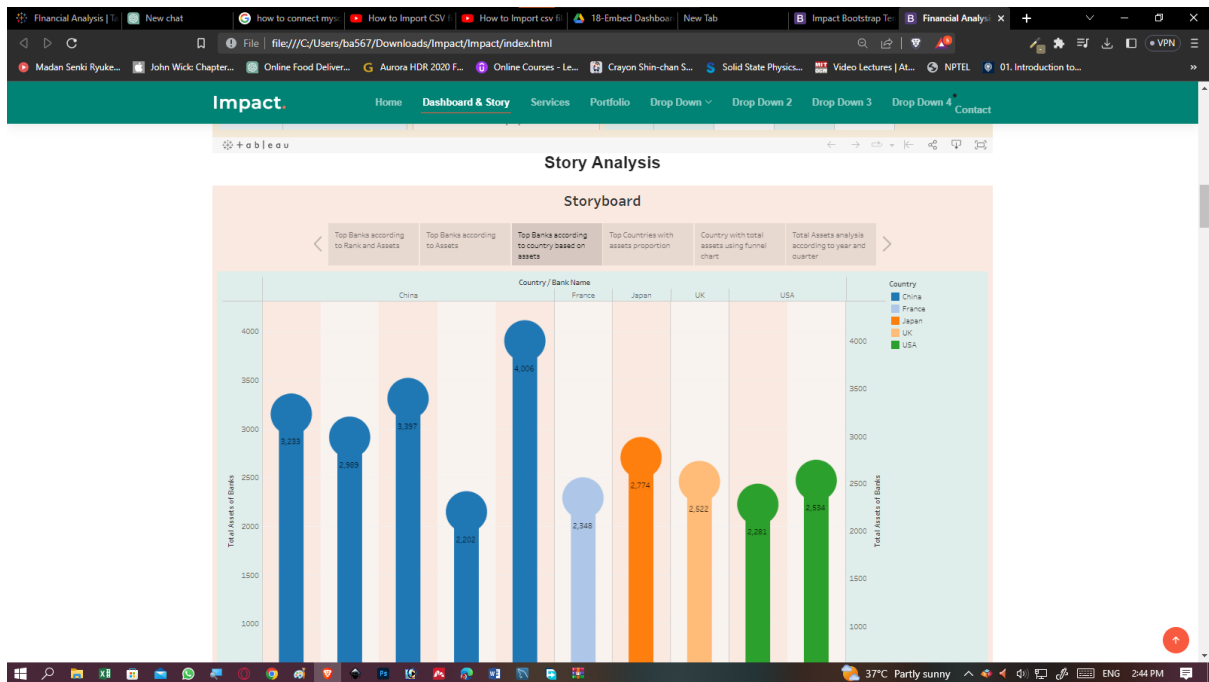 Financial Analysis | Ta
New chat
how to connect mysq
How to Import CSV f
How to Import csv fil
18-Embed Dashboar
New Tab
Impact Bootstrap Te
Financial Analysi
File | file:///C:/Users/ba567/Downloads/Impact/Impact/index.html
VPN
Madan Senki Ryuke...
John Wick: Chapter...
Online Food Deliver...
Aurora HDR 2020 F...
Online Courses - Le...
Crayon Shin-chan S...
Solid State Physics...
Video Lectures | At...
NPTEL
01. Introduction to...
Impact.
Home
Dashboard & Story
Services
Portfolio
Drop Down
Drop Down 2
Drop Down 3
Drop Down 4
Contact
+ableau
Story Analysis
Storyboard
Top Banks according
to Rank and Assets
Top Banks according
to Assets
Top Banks according
to country based on
assets
Top Countries with
assets proportion
Country with total
assets using funnel
chart
Total Assets analysis
according to year and
quarter
Country / Bank Name
China
France
Japan
UK
USA
Country
China
France
Japan
UK
USA
Total Assets of Banks
4000
3500
3000
2500
2000
1500
1000
3,233
2,989
3,397
2,202
4,006
2,348
2,774
2,522
2,281
2,534
4000
3500
3000
2500
2000
1500
1000
Total Assets of Banks
37°C Partly sunny
ENG
2:44 PM